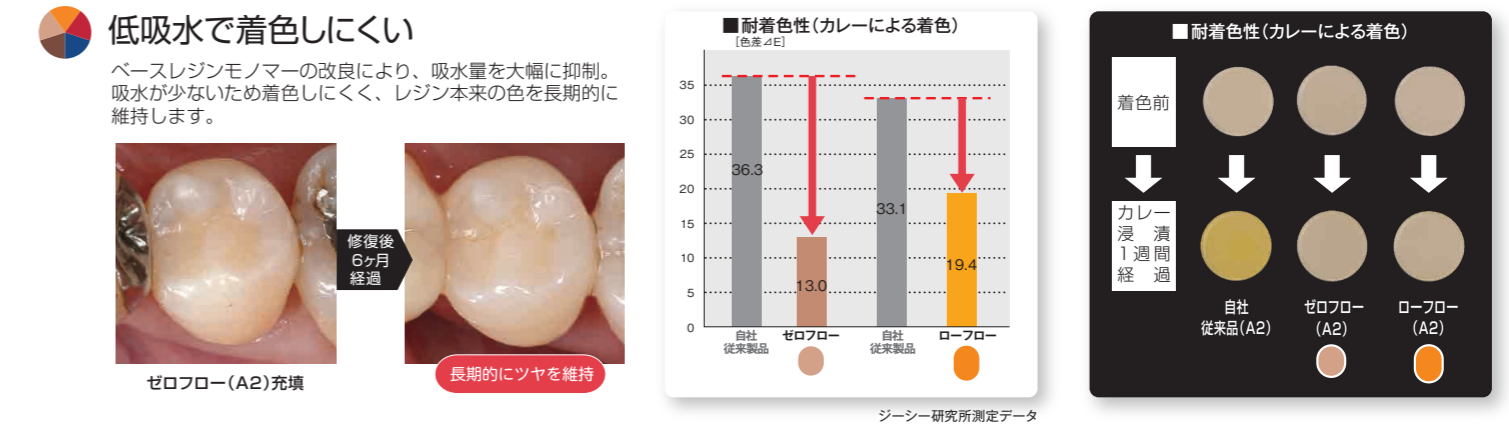 低吸水で着色しにくい
ベースレジンモノマーの改良により、吸水量を大幅に抑制。
吸水が少ないため着色しにくく、レジン本来の色を長期的に
維持します。
修復後
6ヶ月
経過
ゼロフロー(A2)充填
長期的にツヤを維持
■耐着色性(カレーによる着色)
[色差⊿E]
35
30
25
20
15
10
5
0
36.3
13.0
33.1
19.4
自社
従来製品
ゼロフロー
自社
従来製品
ローフロー
ジーシー研究所測定データ
■耐着色性(カレーによる着色)
着色前
カレー
浸漬
1週間
経過
自社
従来品(A2)
ゼロフロー
(A2)
ローフロー
(A2)